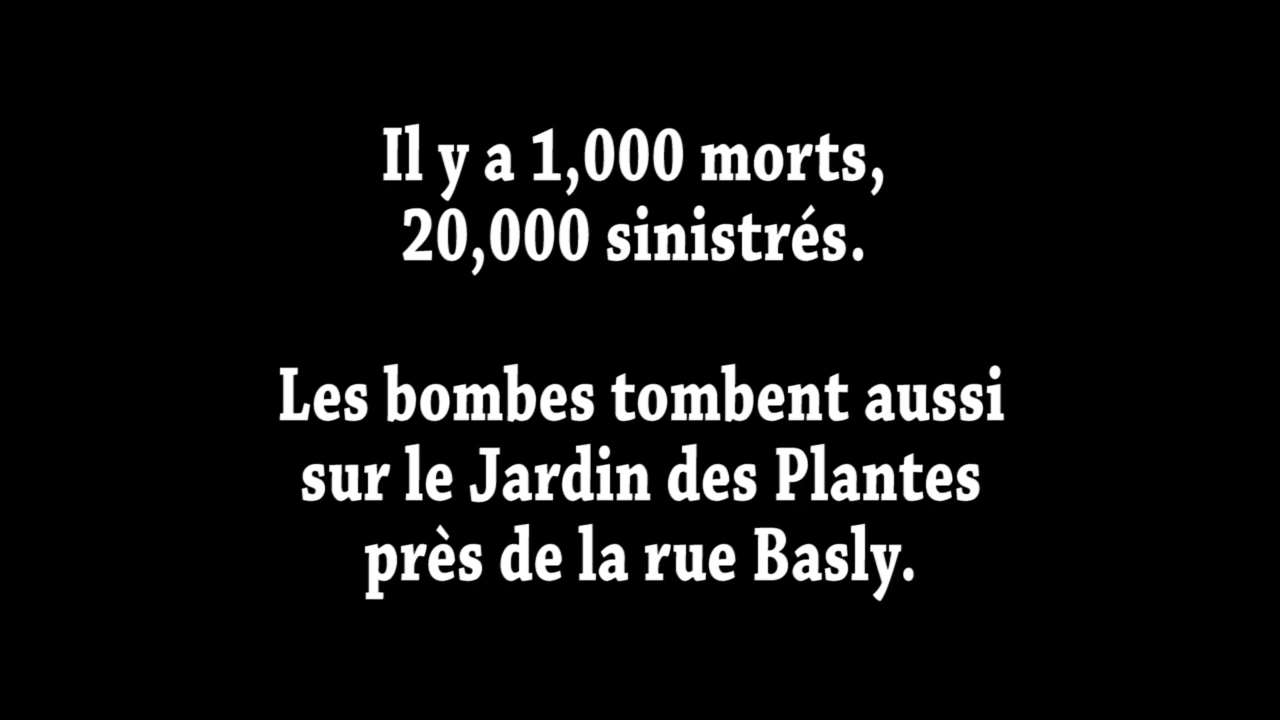 Il y a 1,000 morts,
20,000 sinistrés.
Les bombes tombent aussi
sur le Jardin des Plantes
près de la rue Basly.